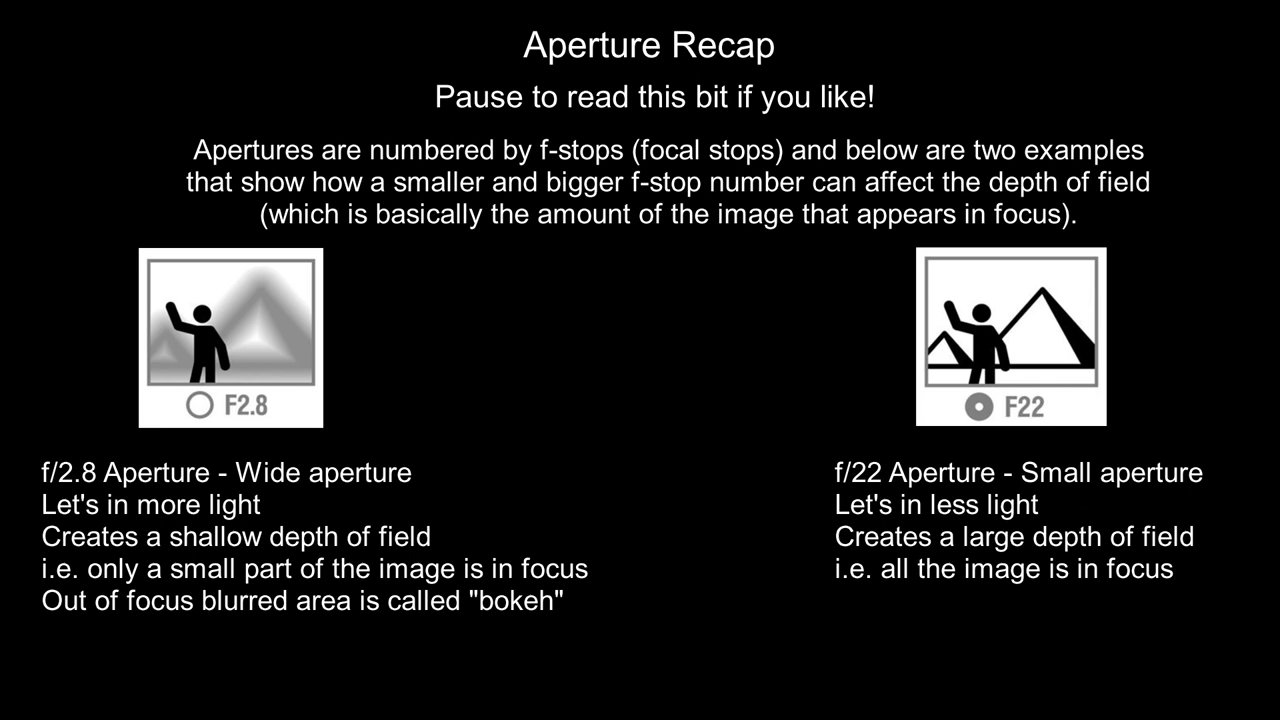 Aperture Recap
Pause to read this bit if you like!
Apertures are numbered by f-stops (focal stops) and below are two examples
that show how a smaller and bigger f-stop number can affect the depth of field
(which is basically the amount of the image that appears in focus).
F2.8
f/2.8 Aperture - Wide aperture
Let's in more light
Creates a shallow depth of field
i.e. only a small part of the image is in focus
Out of focus blurred area is called "bokeh"
F22
f/22 Aperture - Small aperture
Let's in less light
Creates a large depth of field
i.e. all the image is in focus